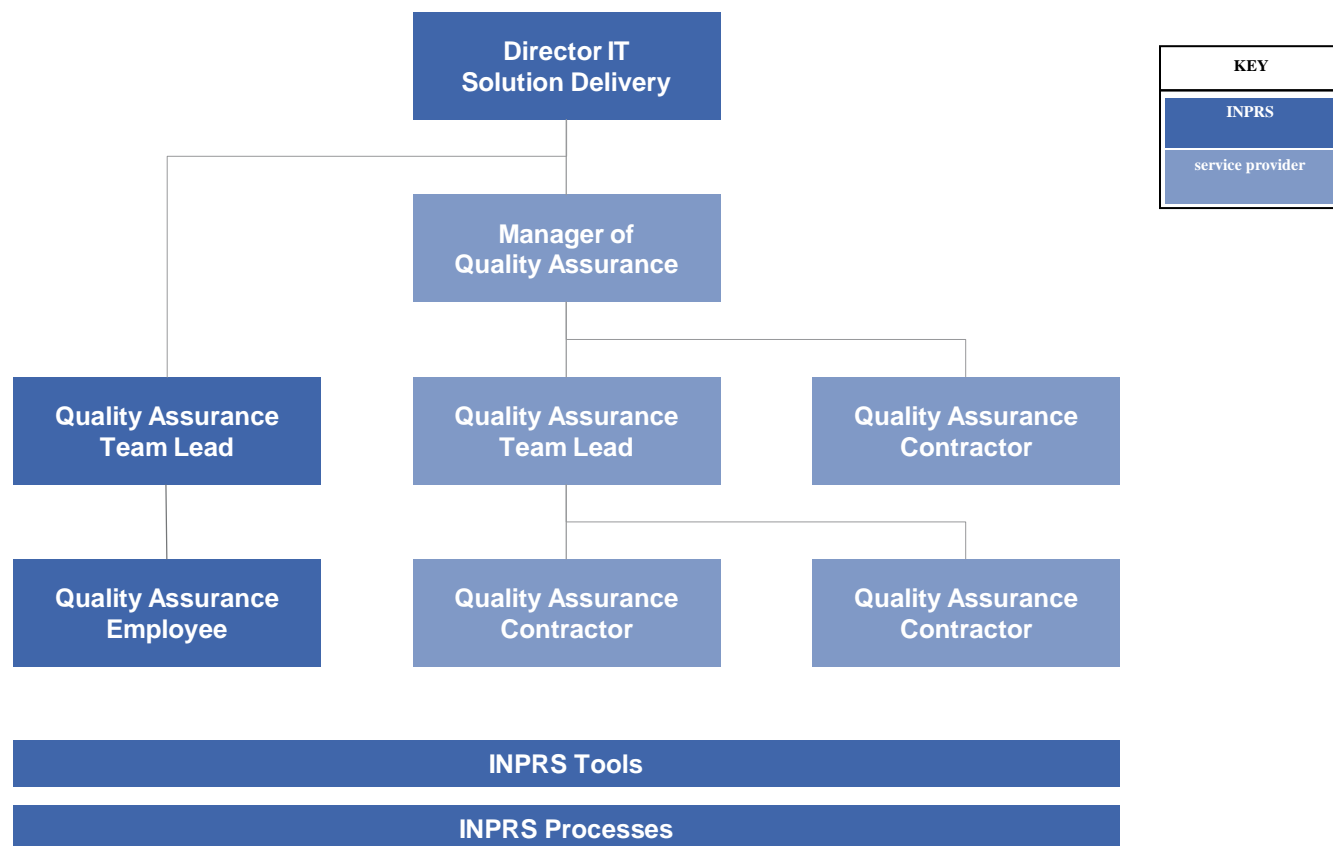 Director IT
Solution Delivery
KEY
INPRS
service provider
Manager of
Quality Assurance
Quality Assurance
Team Lead
Quality Assurance
Team Lead
Quality Assurance
Contractor
Quality Assurance
Employee
Quality Assurance
Contractor
Quality Assurance
Contractor
INPRS Tools
INPRS Processes